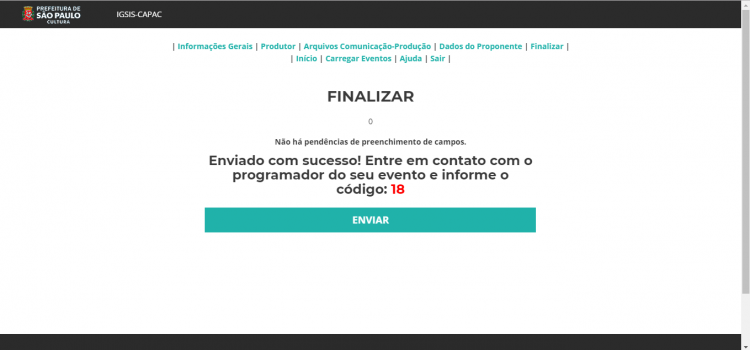 PREFEITURA DE
SÃO PAULO
CULTURA
IGSIS-CAPAC
| Informações Gerais | Produtor | Arquivos Comunicação-Produção | Dados do Proponente | Finalizar |
| Início | Carregar Eventos | Ajuda | Sair |
FINALIZAR
0
Não há pendências de preenchimento de campos.
Enviado com sucesso! Entre em contato com o
programador do seu evento e informe o
código: 18
ENVIAR